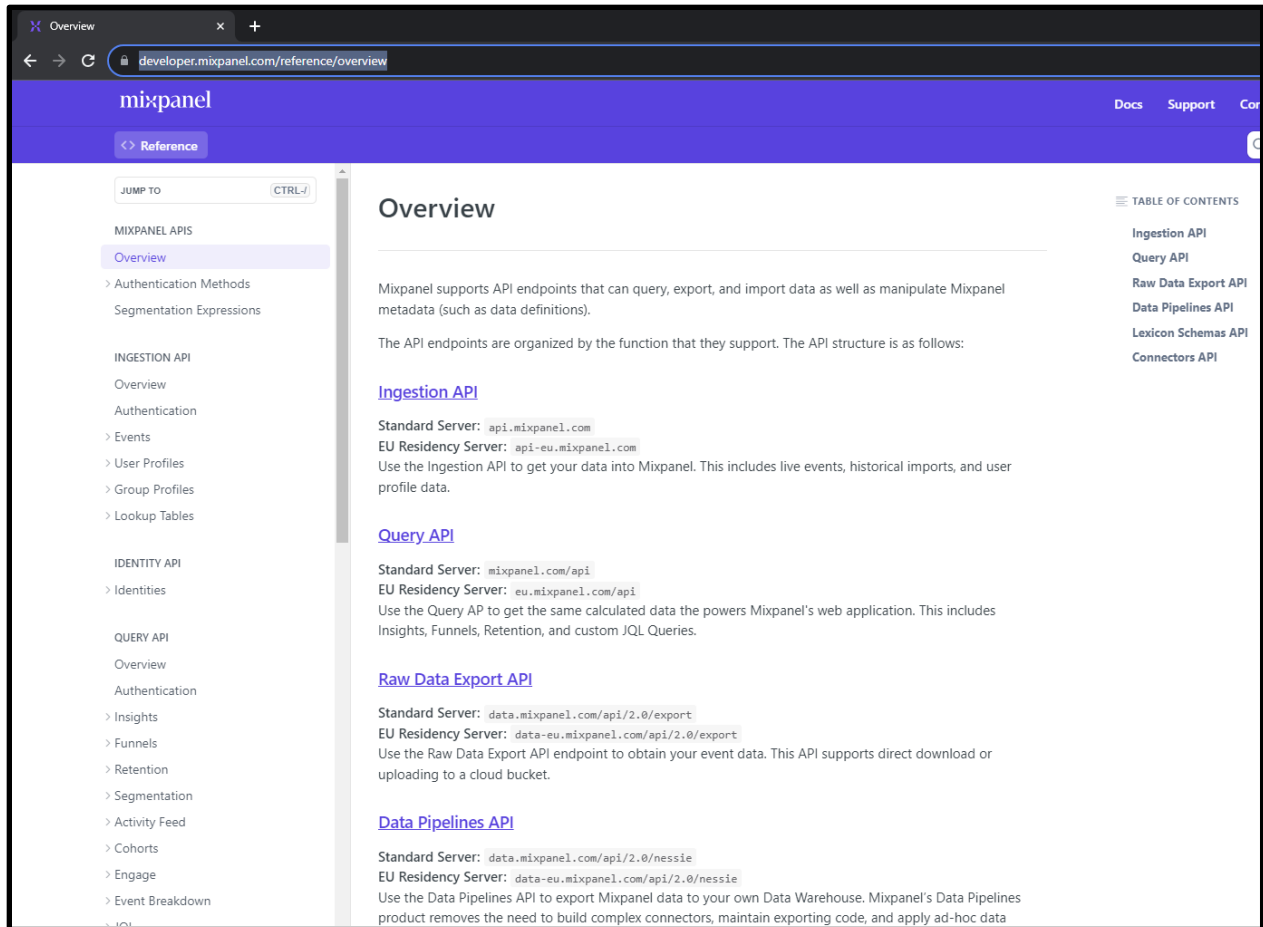 Overview
developer.mixpanel.com/reference/overview
mixpanel
Docs Support
Reference
JUMP TO CTRL-/
MIXPANEL APIS
Overview
Authentication Methods
Segmentation Expressions
INGESTION API
Overview
Authentication
Events
User Profiles
Group Profiles
Lookup Tables
IDENTITY API
Identities
QUERY API
Overview
Authentication
Insights
Funnels
Retention
Segmentation
Activity Feed
Cohorts
Engage
Event Breakdown
Overview
Mixpanel supports API endpoints that can query, export, and import data as well as manipulate Mixpanel
metadata (such as data definitions).
The API endpoints are organized by the function that they support. The API structure is as follows:
Ingestion API
Standard Server: api.mixpanel.com
EU Residency Server: api-eu.mixpanel.com
Use the Ingestion API to get your data into Mixpanel. This includes live events, historical imports, and user
profile data.
Query API
Standard Server: mixpanel.com/api
EU Residency Server: eu.mixpanel.com/api
Use the Query AP to get the same calculated data the powers Mixpanel's web application. This includes
Insights, Funnels, Retention, and custom JQL Queries.
Raw Data Export API
Standard Server: data.mixpanel.com/api/2.0/export
EU Residency Server: data-eu.mixpanel.com/api/2.0/export
Use the Raw Data Export API endpoint to obtain your event data. This API supports direct download or
uploading to a cloud bucket.
Data Pipelines API
Standard Server: data.mixpanel.com/api/2.0/nessie
EU Residency Server: data-eu.mixpanel.com/api/2.0/nessie
Use the Data Pipelines API to export Mixpanel data to your own Data Warehouse. Mixpanel's Data Pipelines
product removes the need to build complex connectors, maintain exporting code, and apply ad-hoc data
TABLE OF CONTENTS
Ingestion API
Query API
Raw Data Export API
Data Pipelines API
Lexicon Schemas API
Connectors API